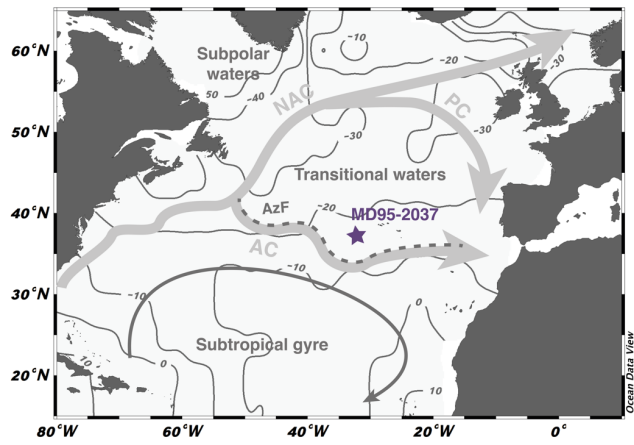 60°N
50°N
40°N
30°N
20°N
80°W
60°W
40°W
20°W
0°
Subpolar
waters
NAC
PC
Transitional waters
AzF
MD95-2037
AC
Subtropical gyre
-10
-20
-30
50
-40
-30
-30
-20
-10
-10
0
0
10
10
Ocean Data View